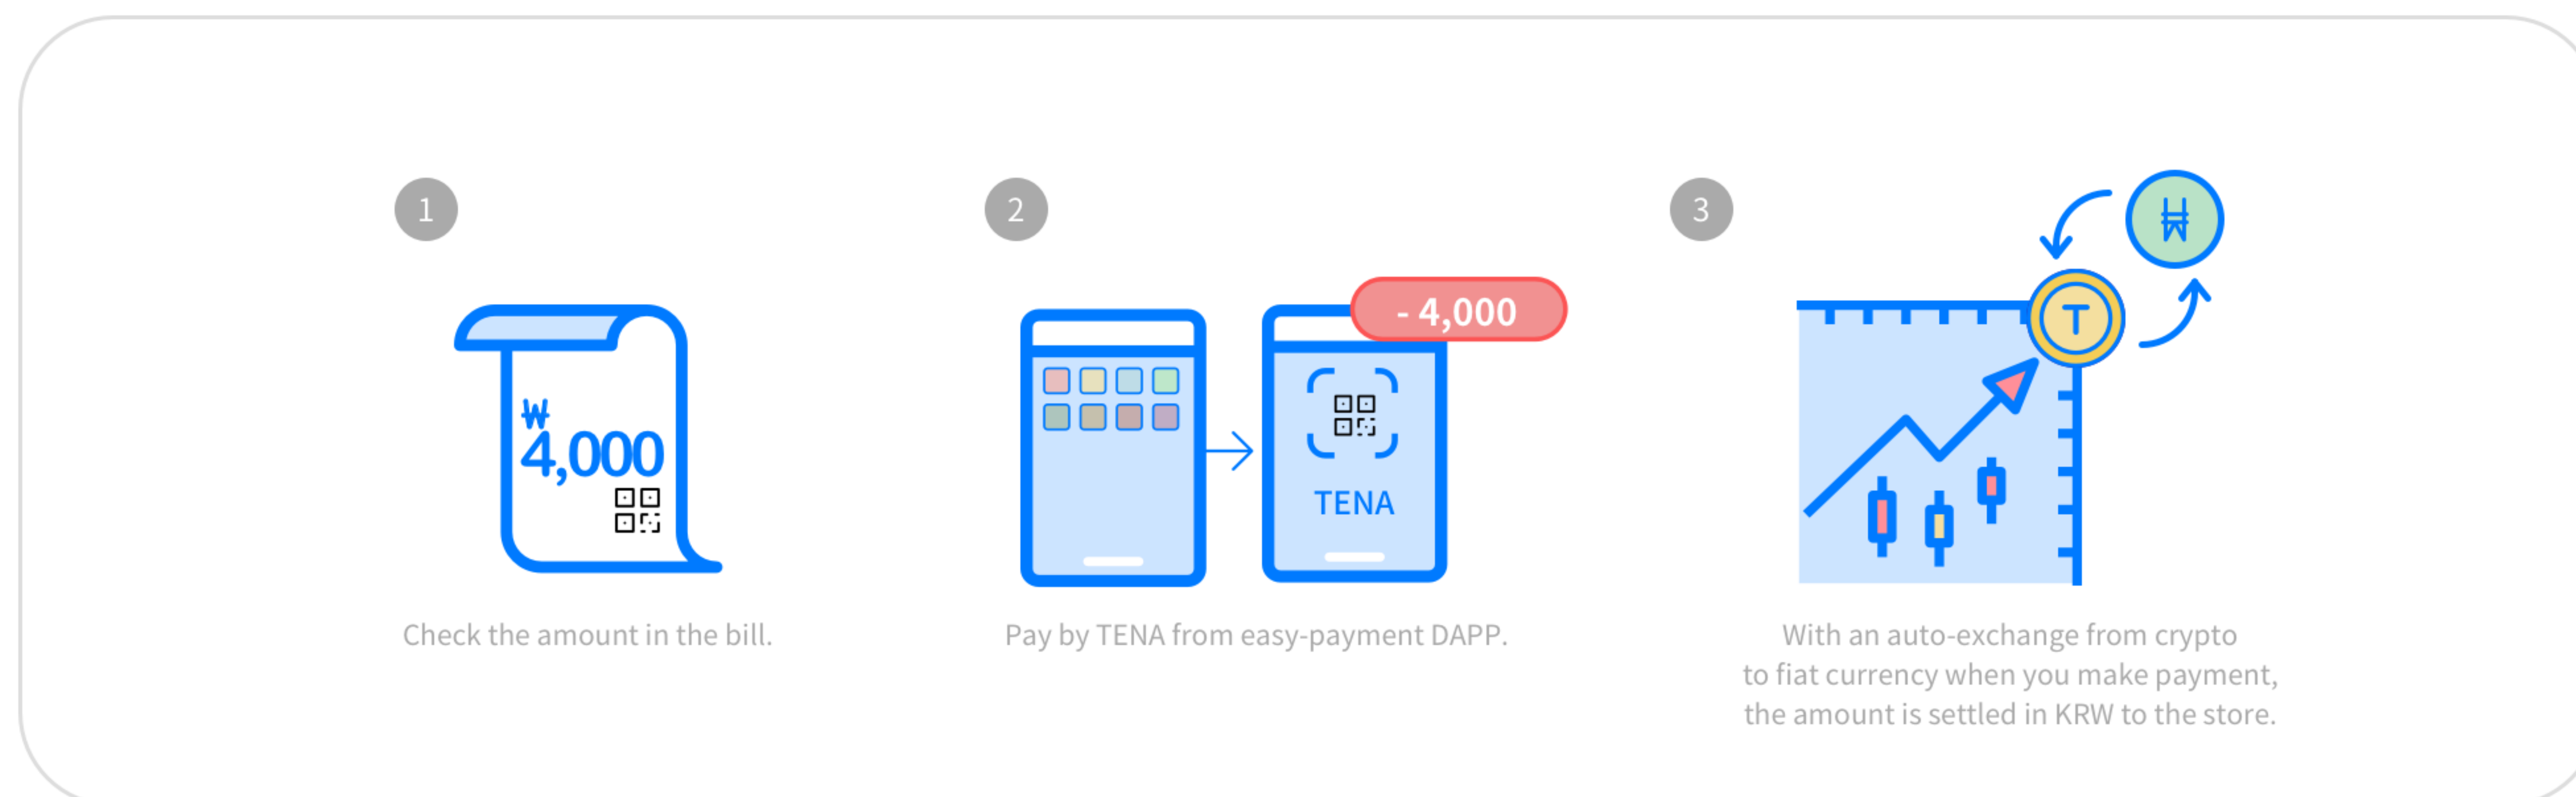 1
₩
4,000
Check the amount in the bill.
2
- 4,000
TENA
Pay by TENA from easy-payment DAPP.
3
₩
T
With an auto-exchange from crypto
to fiat currency when you make payment,
the amount is settled in KRW to the store.